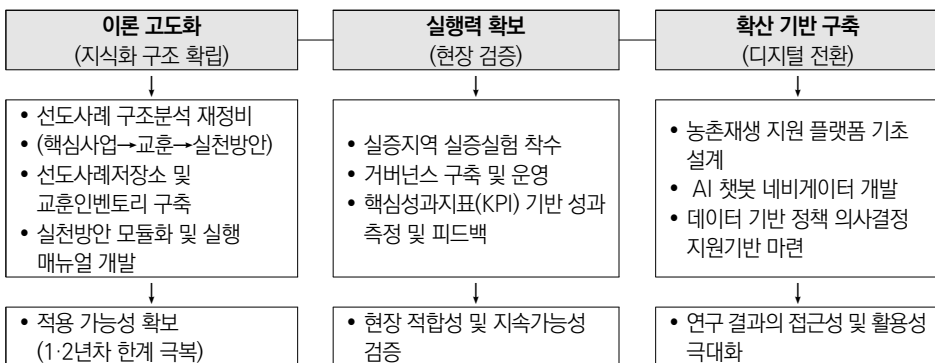 이론 고도화
(지식화 구조 확립)
실행력 확보
(현장 검증)
확산 기반 구축
(디지털 전환)
• 선도사례 구조분석 재정비
• (핵심사업→교훈→실천방안)
• 선도사례저장소 및
교훈인벤토리 구축
• 실천방안 모듈화 및 실행
매뉴얼 개발
• 실증지역 실증실험 착수
• 거버넌스 구축 및 운영
• 핵심성과지표(KPI) 기반 성과
측정 및 피드백
• 농촌재생 지원 플랫폼 기초
설계
• AI 챗봇 네비게이터 개발
• 데이터 기반 정책 의사결정
지원기반 마련
• 적용 가능성 확보
(1·2년차 한계 극복)
• 현장 적합성 및 지속가능성
검증
• 연구 결과의 접근성 및 활용성
극대화